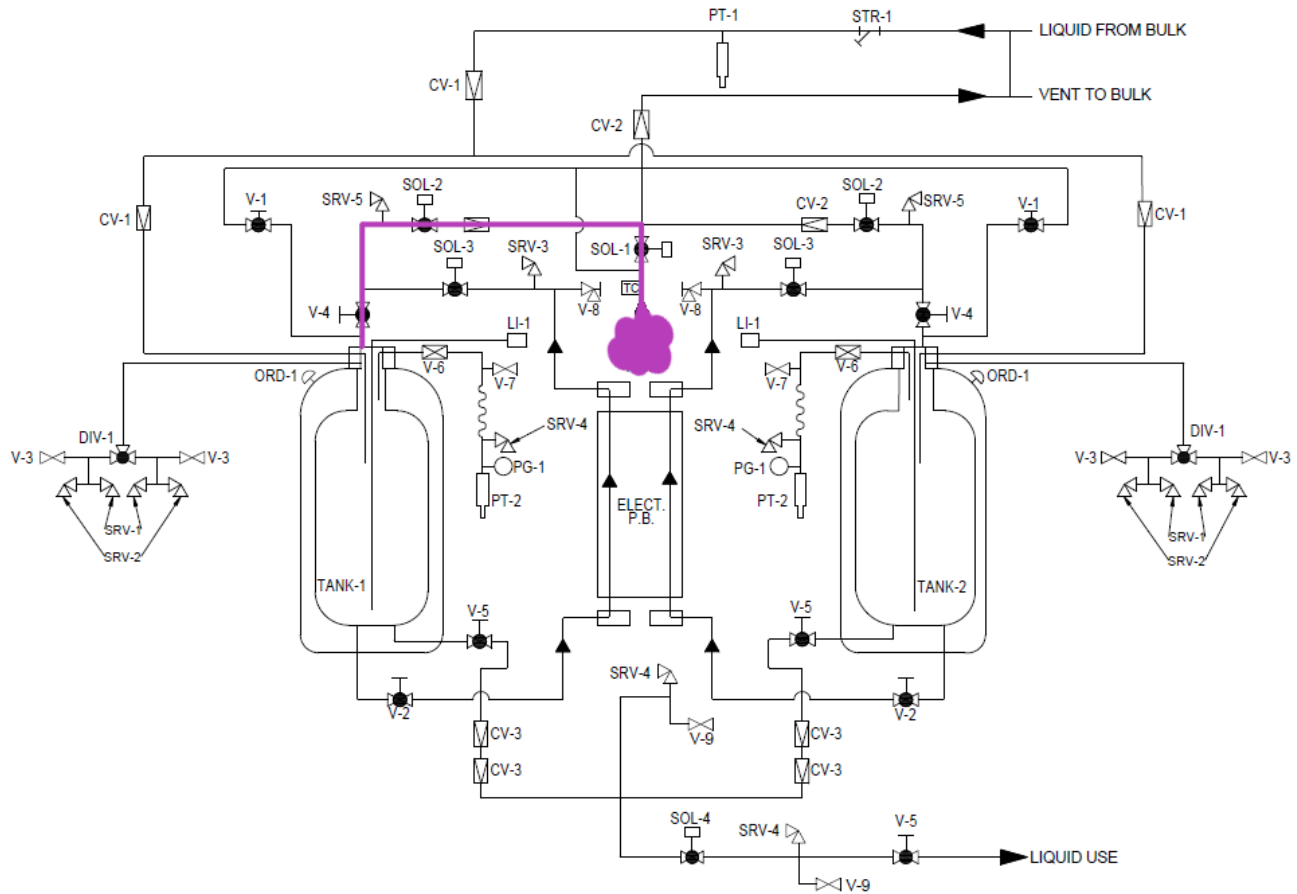 PT-1 STR-1
LIQUID FROM BULK
CV-1
VENT TO BULK
CV-2
V-1 SRV-5 SOL-2 SOL-2 SRV-5 V-1
CV-1 CV-2 CV-1
SOL-3 SRV-3 SOL-1 SRV-3 SOL-3
TC
V-4 V-8 V-8 V-4
LI-1 LI-1
V-6 V-6
ORD-1 V-7 V-7 ORD-1
DIV-1 SRV-4 SRV-4 DIV-1
V-3 V-3 PG-1 PG-1 V-3 V-3
PT-2 ELECT. PT-2
P.B.
SRV-1 SRV-1
SRV-2 SRV-2
TANK-1 TANK-2
V-5 V-5
SRV-4
V-2 V-2
V-9
CV-3 CV-3
CV-3 CV-3
SOL-4 SRV-4 V-5
LIQUID USE
V-9